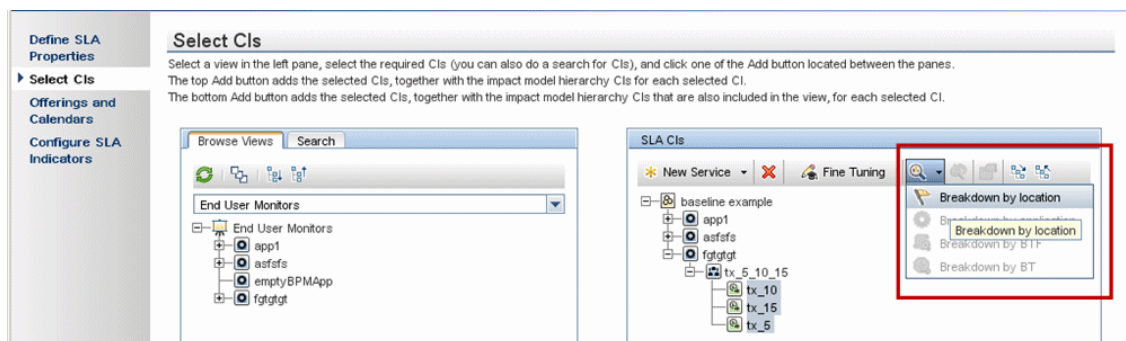 Define SLA
Properties
Select CIs
Offerings and
Calendars
Configure SLA
Indicators
Select CIs
Select a view in the left pane, select the required CIs (you can also do a search for CIs), and click one of the Add button located between the panes.
The top Add button adds the selected CIs, together with the impact model hierarchy CIs for each selected CI.
The bottom Add button adds the selected CIs, together with the impact model hierarchy CIs that are also included in the view, for each selected CI.
Browse Views Search
End User Monitors
End User Monitors
app1
asfsfs
emptyBPMApp
fgtgtgt
SLA CIs
New Service Fine Tuning
baseline example
app1
asfsfs
fgtgtgt
tx_5_10_15
tx_10
tx_15
tx_5
Breakdown by location
Breakdown by location
Breakdown by BTF
Breakdown by BT